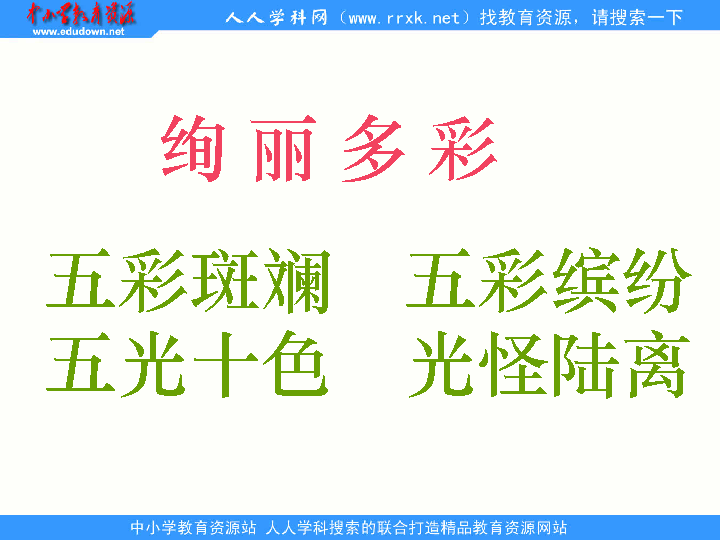 中小学教育资源
www.edudown.net
人人学科网（www.rrxk.net）找教育资源，请搜索一下
绚丽多彩
五彩斑斓 五彩缤纷
五光十色 光怪陆离
中小学教育资源站 人人学科搜索的联合打造精品教育资源网站